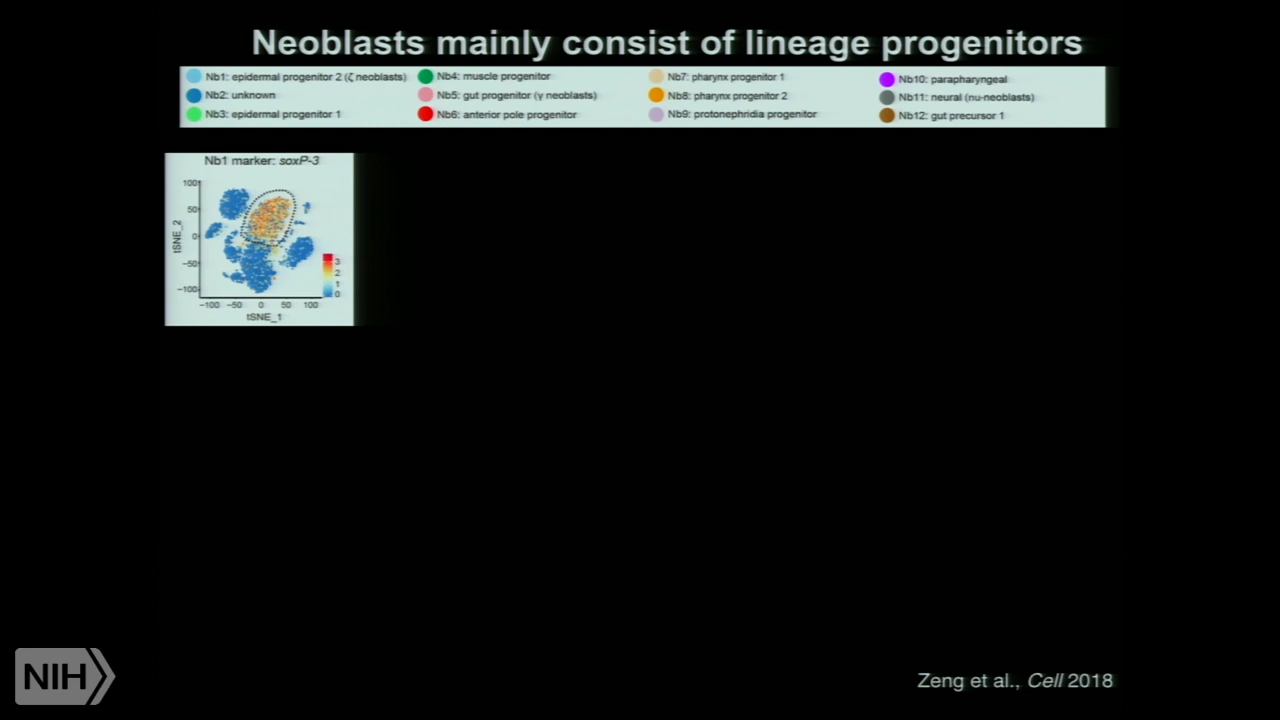 Neoblasts mainly consist of lineage progenitors
Nb1: epidermal progenitor 2 (ζ neoblasts)
Nb2: unknown
Nb3: epidermal progenitor 1
Nb4: muscle progenitor
Nb5: gut progenitor (γ neoblasts)
Nb6: anterior pole progenitor
Nb7: pharynx progenitor 1
Nb8: pharynx progenitor 2
Nb9: protonephridia progenitor
Nb10: parapharyngeal
Nb11: neural (nu-neoblasts)
Nb12: gut precursor 1
Nb1 marker: soxP-3
100
50
0
−50
−100
tSNE_2
3
2
1
0
−100 −50 0 50 100
tSNE_1
NIH
Zeng et al., Cell 2018